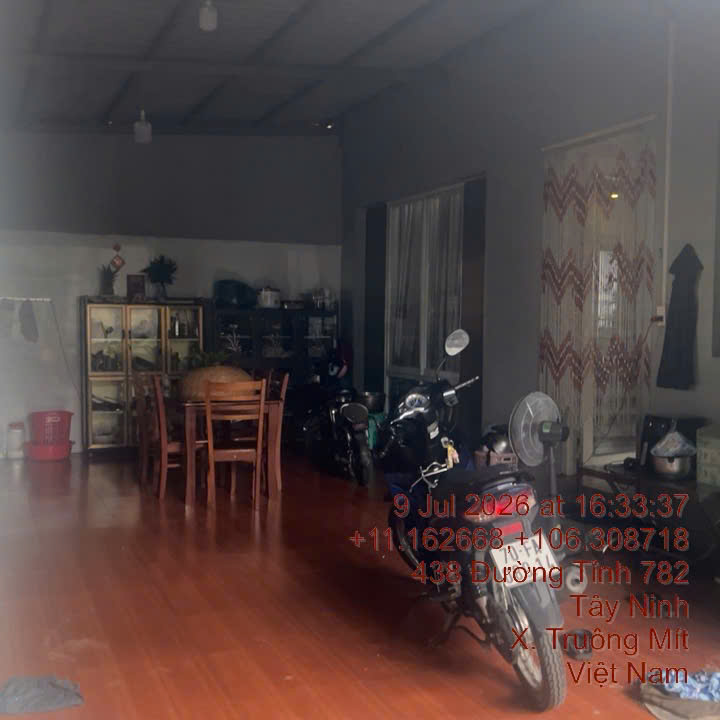 9 Jul 2026 at 16:33:37
+11.162668,+106.308718
438 Đường Tỉnh 782
Tây Ninh
X. Truông Mít
Việt Nam